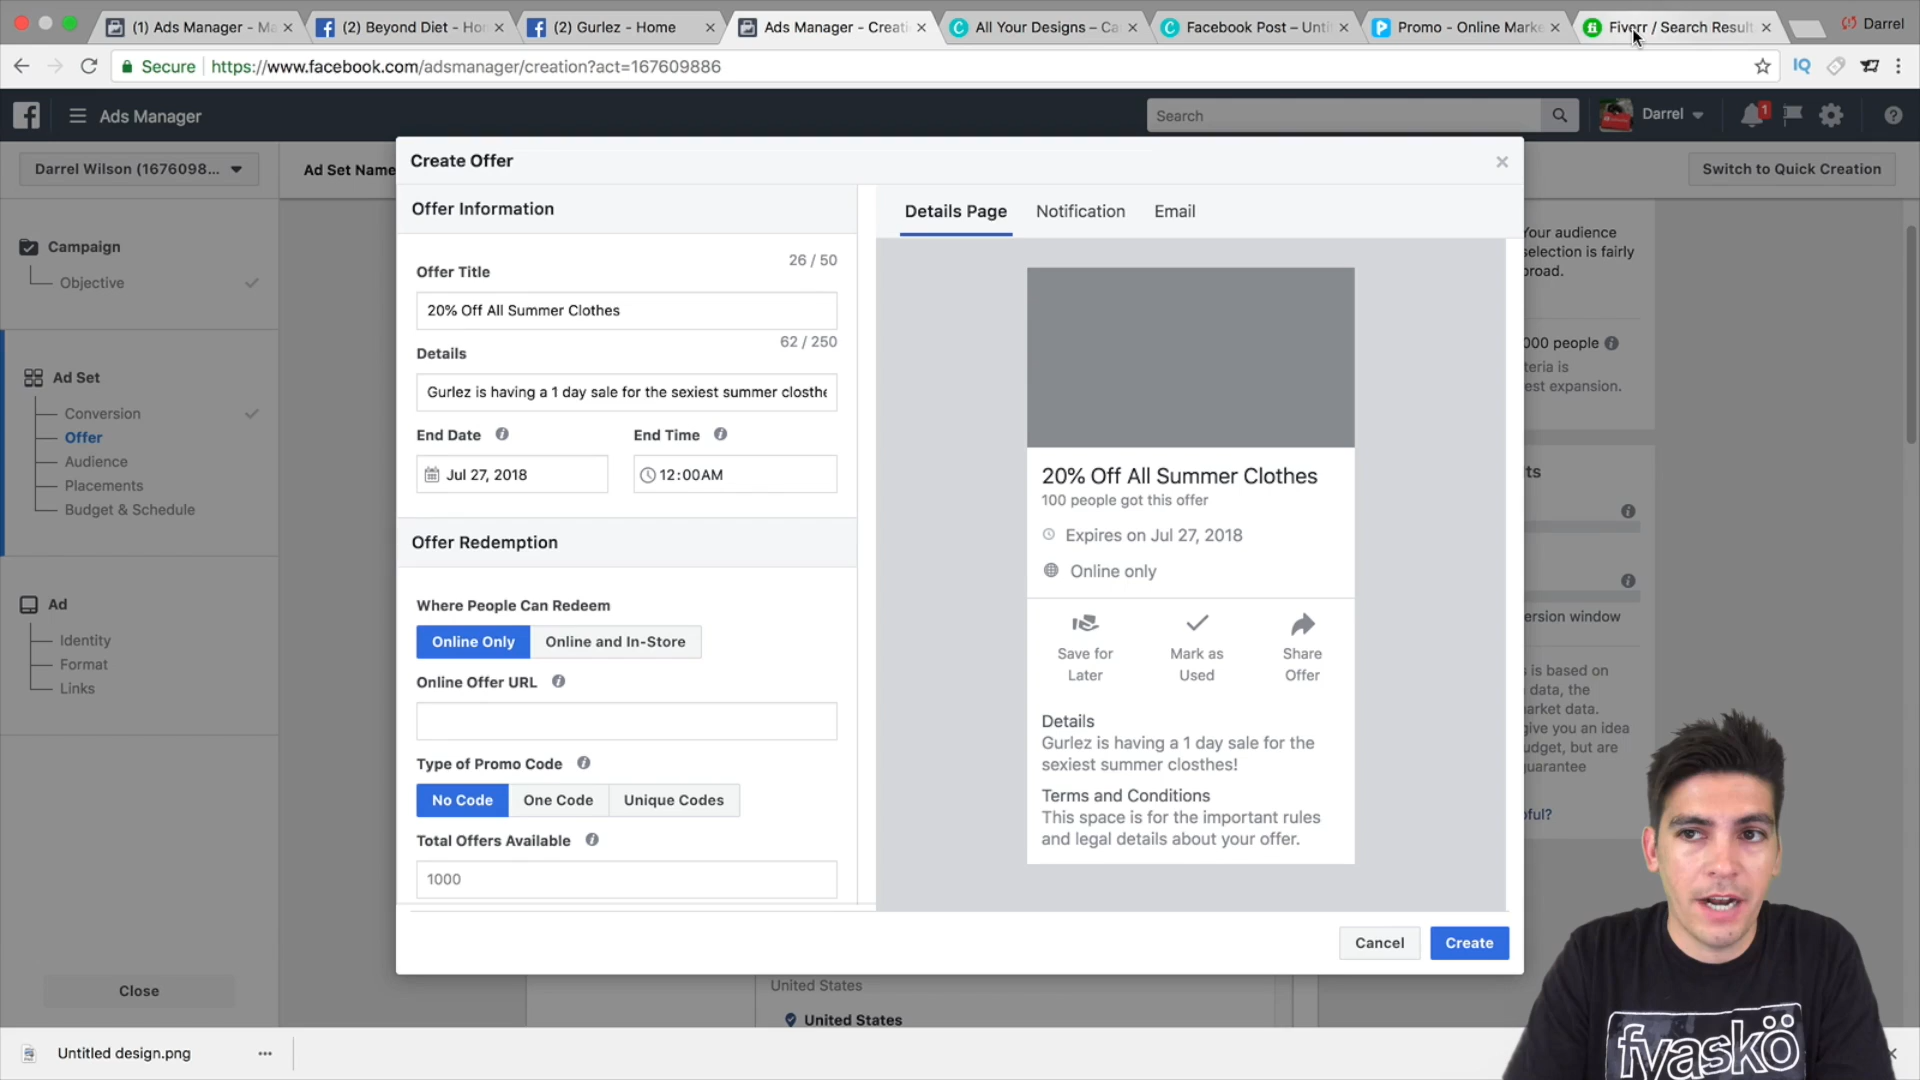 (1) Ads Manager - Ma
(2) Beyond Diet - Ho
(2) Gurlez - Home
Ads Manager - Creati
All Your Designs – Ca
Facebook Post – Unti
Promo - Online Marke
Fiverr / Search Result
Darrel
Secure
https://www.facebook.com/adsmanager/creation?act=167609886
IQ
Ads Manager
Search
Darrel
1
Darrel Wilson (1676098...
Ad Set Name
Switch to Quick Creation
Create Offer
Campaign
Objective
Ad Set
Conversion
Offer
Audience
Placements
Budget & Schedule
Ad
Identity
Format
Links
Close
Offer Information
Offer Title
26 / 50
20% Off All Summer Clothes
Details
62 / 250
Gurlez is having a 1 day sale for the sexiest summer closthe
End Date
End Time
Jul 27, 2018
12:00AM
Offer Redemption
Where People Can Redeem
Online Only
Online and In-Store
Online Offer URL
Type of Promo Code
No Code
One Code
Unique Codes
Total Offers Available
1000
Details Page
Notification
Email
20% Off All Summer Clothes
100 people got this offer
Expires on Jul 27, 2018
Online only
Save for
Later
Mark as
Used
Share
Offer
Details
Gurlez is having a 1 day sale for the
sexiest summer closthes!
Terms and Conditions
This space is for the important rules
and legal details about your offer.
Cancel
Create
Your audience
selection is fairly
broad.
000 people
teria is
est expansion.
ts
ersion window
s is based on
data, the
arket data.
give you an idea
udget, but are
guarantee
oful?
United States
United States
Untitled design.png
fyasko